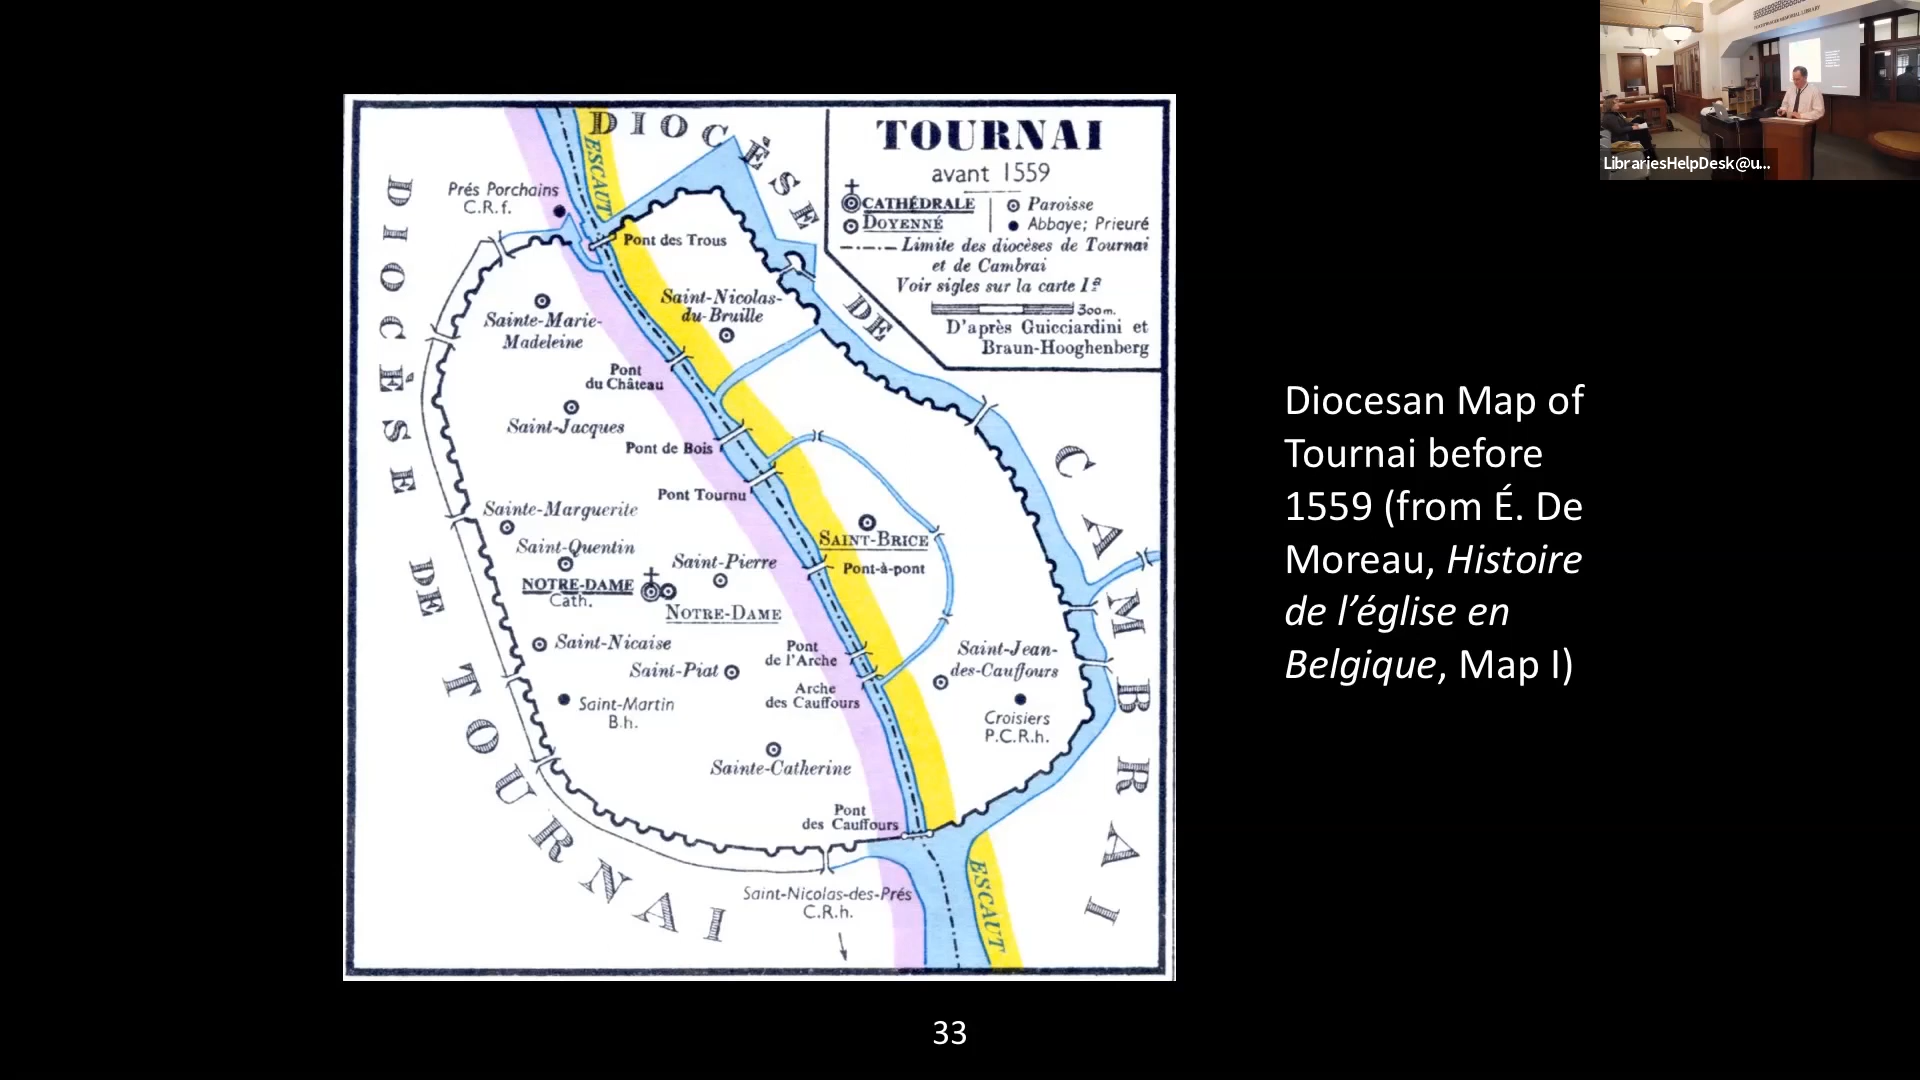 TOURNAI
avant 1559
CATHÉDRALE
DOYENNÉ
Paroisse
Abbaye; Prieuré
Limite des diocèses de Tournai
et de Cambrai
Voir sigles sur la carte Iª
300m.
D'après Guicciardini et
Braun-Hooghenberg
DIOCÈSE DE CAMBRAI
DIOCÈSE DE TOURNAI
ESCAUT
Prés Porchains
C.R.f.
Pont des Trous
Saint-Nicolas-
du-Bruille
Sainte-Marie-
Madeleine
Pont
du Château
Saint-Jacques
Pont de Bois
Pont Tournu
Sainte-Marguerite
Saint-Quentin
NOTRE-DAME
Cath.
Saint-Pierre
NOTRE-DAME
SAINT-BRICE
Pont-à-pont
Saint-Nicaise
Saint-Piat
Pont
de l'Arche
Arche
des Cauffours
Saint-Jean-
des-Cauffours
Saint-Martin
B.h.
Croisiers
P.C.R.h.
Sainte-Catherine
Pont
des Cauffours
Saint-Nicolas-des-Prés
C.R.h.
ESCAUT
Diocesan Map of
Tournai before
1559 (from É. De
Moreau, Histoire
de l’église en
Belgique, Map I)
33
LibrariesHelpDesk@u...